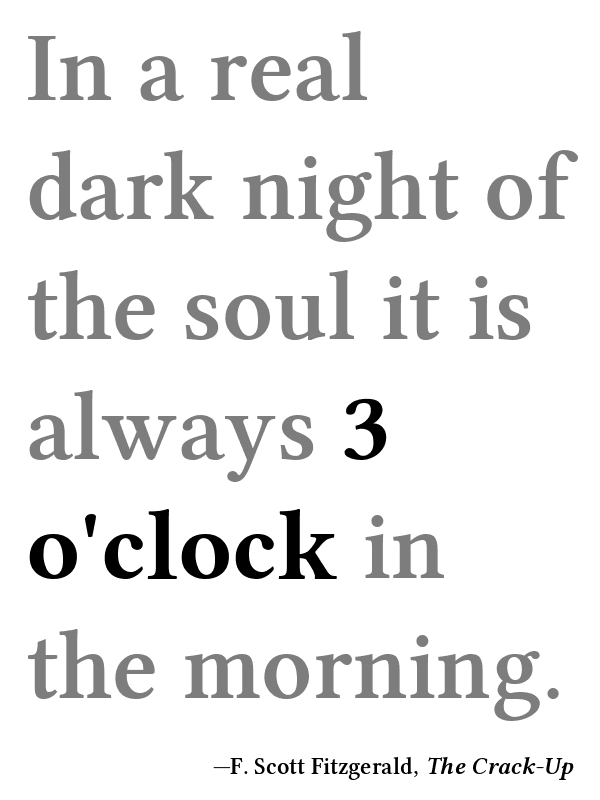 In a real
dark night of
the soul it is
always 3
o'clock in
the morning.
—F. Scott Fitzgerald, The Crack-Up